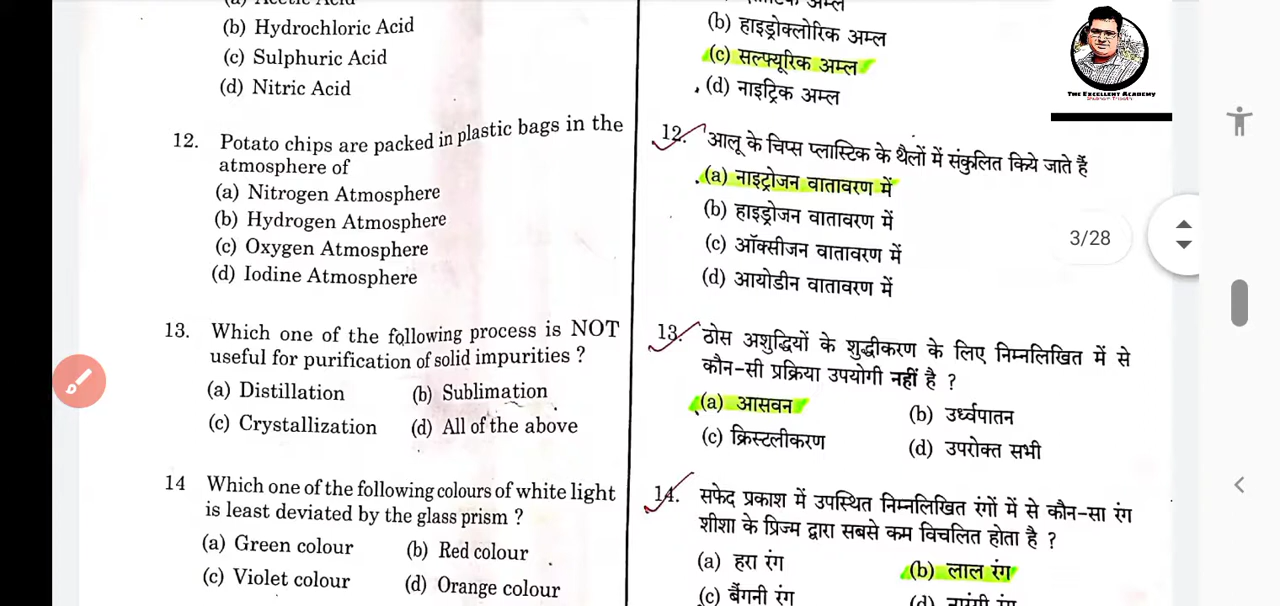 (b) Hydrochloric Acid
(c) Sulphuric Acid
(d) Nitric Acid
12. Potato chips are packed in plastic bags in the
atmosphere of
(a) Nitrogen Atmosphere
(b) Hydrogen Atmosphere
(c) Oxygen Atmosphere
(d) Iodine Atmosphere
13. Which one of the following process is NOT
useful for purification of solid impurities ?
(a) Distillation (b) Sublimation
(c) Crystallization (d) All of the above
14 Which one of the following colours of white light
is least deviated by the glass prism ?
(a) Green colour (b) Red colour
(c) Violet colour (d) Orange colour
(b) हाइड्रोक्लोरिक अम्ल
(c) सल्फ्यूरिक अम्ल
(d) नाइट्रिक अम्ल
12. आलू के चिप्स प्लास्टिक के थैलों में संकुलित किये जाते हैं
(a) नाइट्रोजन वातावरण में
(b) हाइड्रोजन वातावरण में
(c) ऑक्सीजन वातावरण में
(d) आयोडीन वातावरण में
13. ठोस अशुद्धियों के शुद्धीकरण के लिए निम्नलिखित में से
कौन-सी प्रक्रिया उपयोगी नहीं है ?
(a) आसवन (b) उर्ध्वपातन
(c) क्रिस्टलीकरण (d) उपरोक्त सभी
14. सफेद प्रकाश में उपस्थित निम्नलिखित रंगों में से कौन-सा रंग
शीशा के प्रिज्म द्वारा सबसे कम विचलित होता है ?
(a) हरा रंग (b) लाल रंग
(c) बैंगनी रंग
THE EXCELLENT ACADEMY
3/28